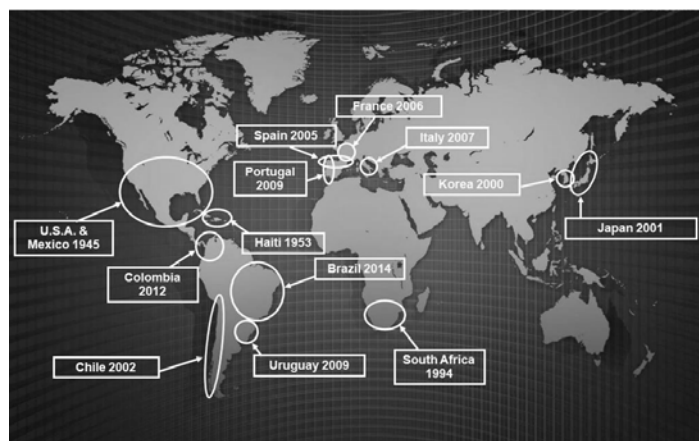 France 2006
Spain 2005
Italy 2007
Portugal
2009
Korea 2000
U.S.A. &
Mexico 1945
Haiti 1953
Japan 2001
Colombia
2012
Brazil 2014
Chile 2002
Uruguay 2009
South Africa
1994